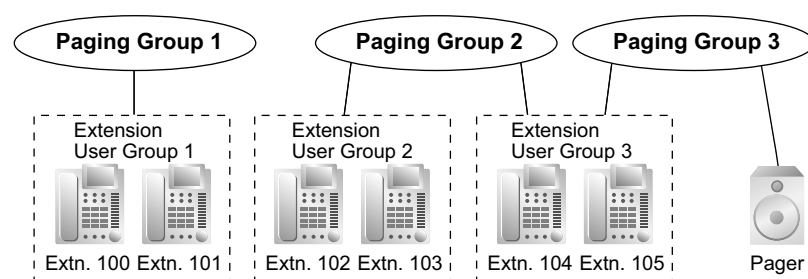 Paging Group 1 Paging Group 2 Paging Group 3
Extension
User Group 1
Extension
User Group 2
Extension
User Group 3
Extn. 100 Extn. 101 Extn. 102 Extn. 103 Extn. 104 Extn. 105 Pager